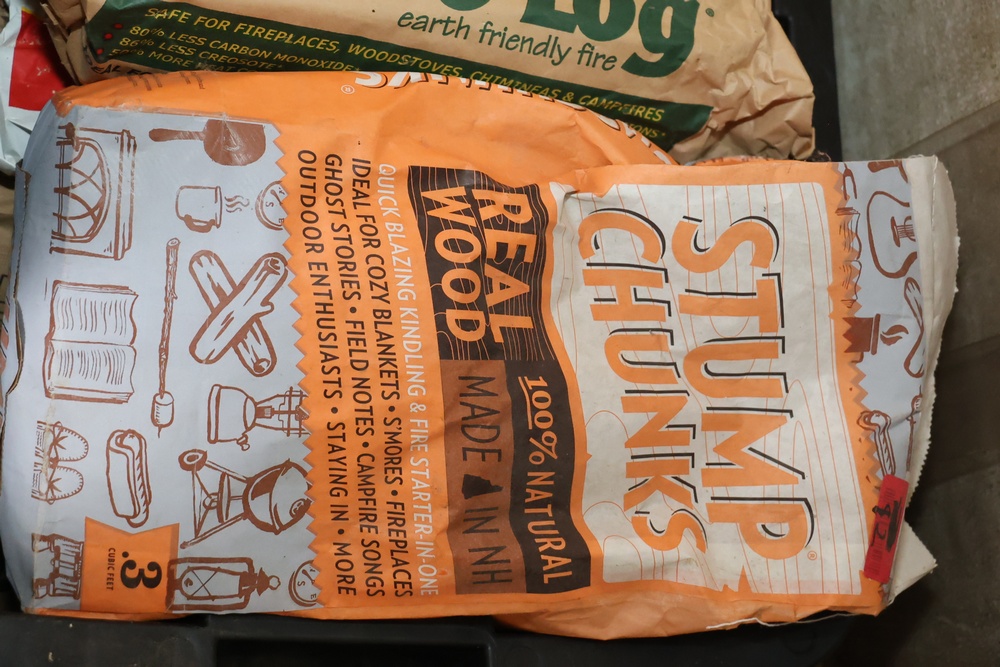 Log
earth friendly fire
SAFE FOR FIREPLACES, WOODSTOVES, CHIMINEAS & CAMPFIRES
80% LESS CARBON MONOXIDE
86% LESS CREOSOTE
STUMP®
CHUNKS
REAL
WOOD
100% NATURAL
MADE IN NH
QUICK BLAZING KINDLING & FIRE STARTER-IN-ONE
IDEAL FOR COZY BLANKETS • S'MORES • FIREPLACES
GHOST STORIES • FIELD NOTES • CAMPFIRE SONGS
OUTDOOR ENTHUSIASTS • STAYING IN • MORE
.3
CUBIC FEET